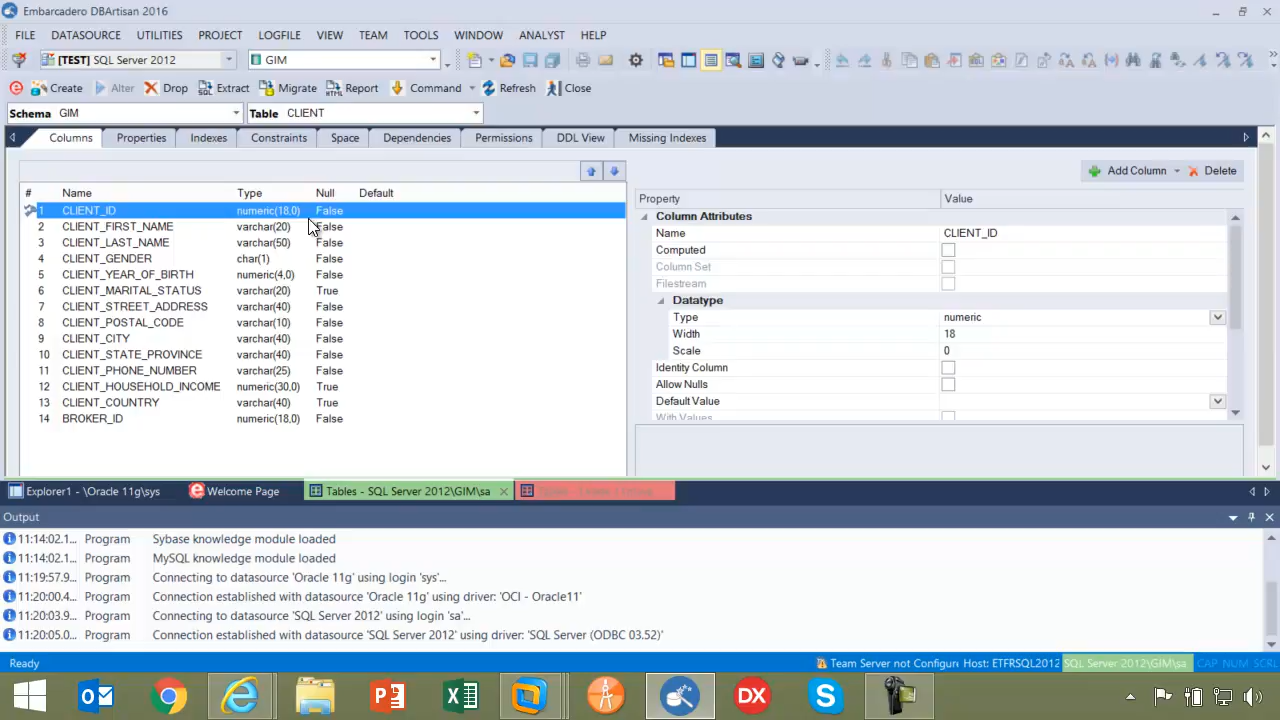 Embarcadero DBArtisan 2016
FILE DATASOURCE UTILITIES PROJECT LOGFILE VIEW TEAM TOOLS WINDOW ANALYST HELP
[TEST] SQL Server 2012 GIM
Create Alter Drop Extract Migrate Report Command Refresh Close
Schema GIM Table CLIENT
Columns Properties Indexes Constraints Space Dependencies Permissions DDL View Missing Indexes
Add Column Delete
# Name Type Null Default
1 CLIENT_ID numeric(18,0) False
2 CLIENT_FIRST_NAME varchar(20) False
3 CLIENT_LAST_NAME varchar(50) False
4 CLIENT_GENDER char(1) False
5 CLIENT_YEAR_OF_BIRTH numeric(4,0) False
6 CLIENT_MARITAL_STATUS varchar(20) True
7 CLIENT_STREET_ADDRESS varchar(40) False
8 CLIENT_POSTAL_CODE varchar(10) False
9 CLIENT_CITY varchar(40) False
10 CLIENT_STATE_PROVINCE varchar(40) False
11 CLIENT_PHONE_NUMBER varchar(25) False
12 CLIENT_HOUSEHOLD_INCOME numeric(30,0) True
13 CLIENT_COUNTRY varchar(40) True
14 BROKER_ID numeric(18,0) False
Property Value
Column Attributes
Name CLIENT_ID
Computed
Column Set
Filestream
Datatype
Type numeric
Width 18
Scale 0
Identity Column
Allow Nulls
Default Value
With Values
Explorer1 - \Oracle 11g\sys Welcome Page Tables - SQL Server 2012\GIM\sa
Output
11:14:02.1... Program Sybase knowledge module loaded
11:14:02.1... Program MySQL knowledge module loaded
11:19:57.9... Program Connecting to datasource 'Oracle 11g' using login 'sys'...
11:20:00.4... Program Connection established with datasource 'Oracle 11g' using driver: 'OCI - Oracle11'
11:20:03.9... Program Connecting to datasource 'SQL Server 2012' using login 'sa'...
11:20:05.0... Program Connection established with datasource 'SQL Server 2012' using driver: 'SQL Server (ODBC 03.52)'
Ready Team Server not Configure Host: ETFRSQL2012 SQL Server 2012\GIM\sa CAP NUM SCRL
DX